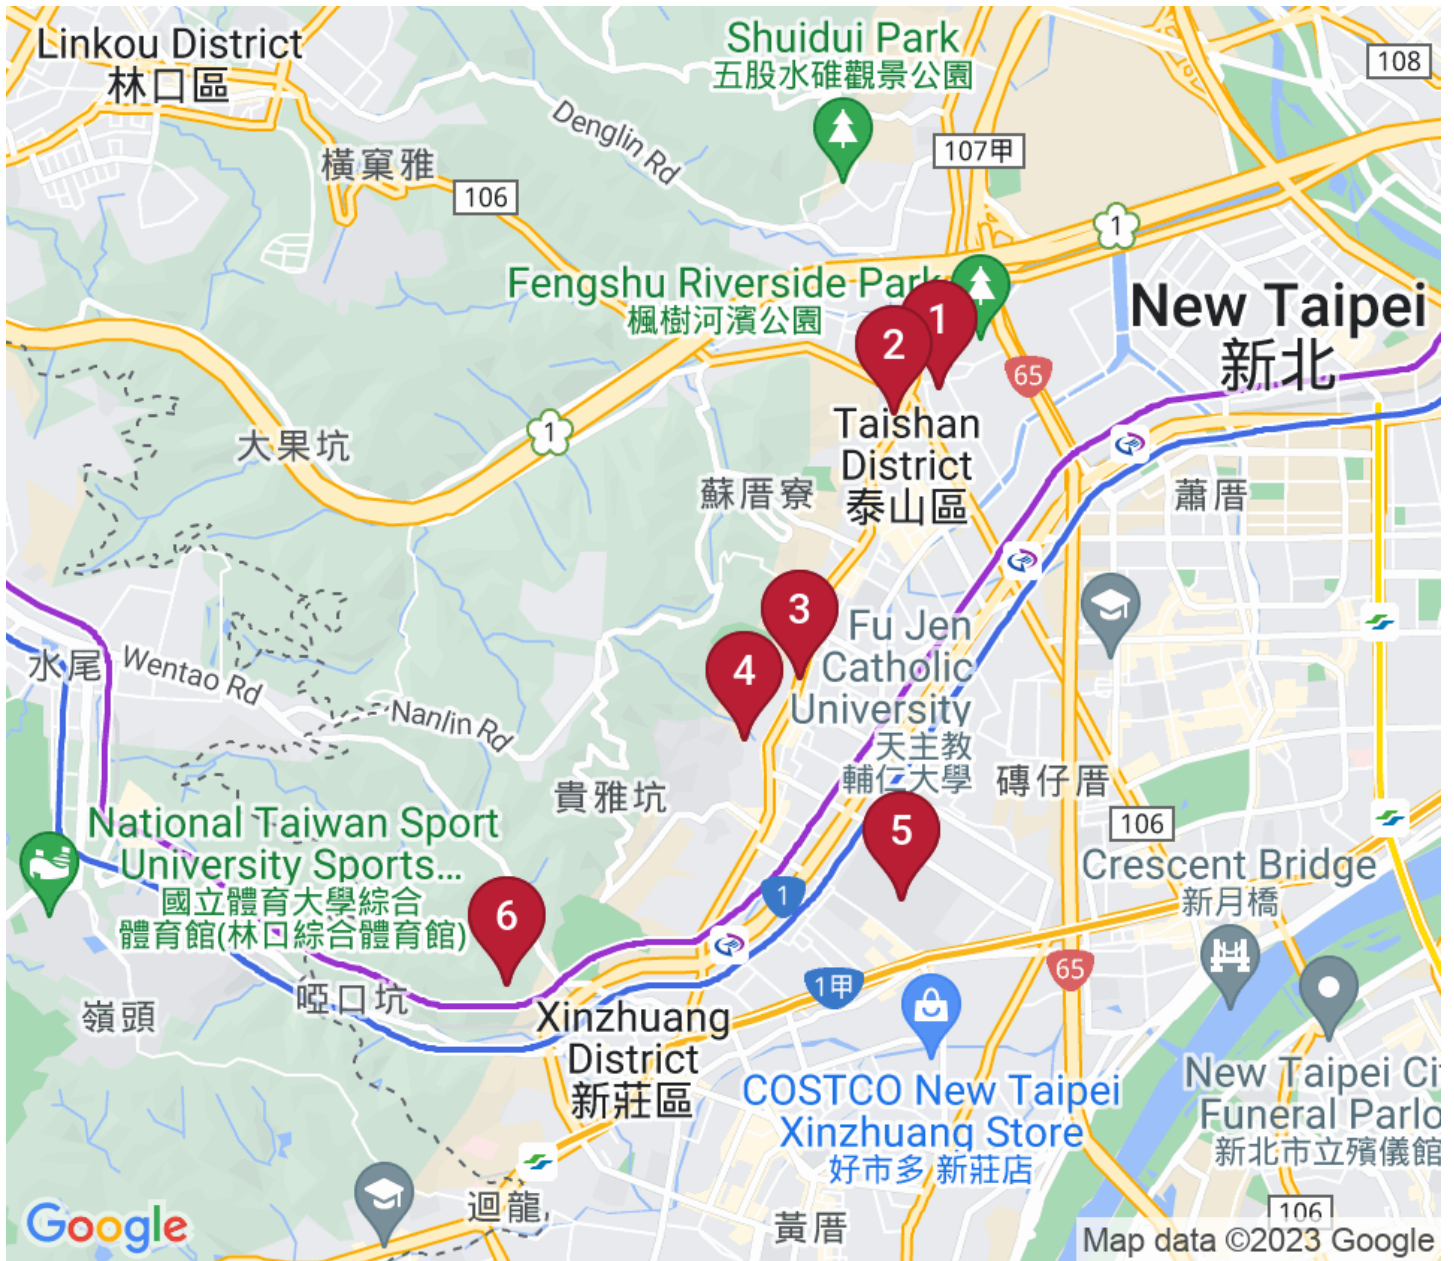 Linkou District
林口區
Shuidui Park
五股水碓觀景公園
108
Denglin Rd
橫窠雅
107甲
106
1
Fengshu Riverside Park
楓樹河濱公園
1
2
New Taipei
新北
65
1
大果坑
Taishan
District
泰山區
蘇厝寮
蕭厝
3
Fu Jen
Catholic
University
天主教
輔仁大學
4
水尾
Wentao Rd
Nanlin Rd
貴雅坑
磚仔厝
106
5
National Taiwan Sport
University Sports...
國立體育大學綜合
體育館(林口綜合體育館)
Crescent Bridge
新月橋
1
6
65
1甲
嶺頭
啞口坑
Xinzhuang
District
新莊區
COSTCO New Taipei
Xinzhuang Store
好市多 新莊店
New Taipei Cit
Funeral Parlo
新北市立殯儀館
迴龍
黃厝
106
Google
Map data ©2023 Google